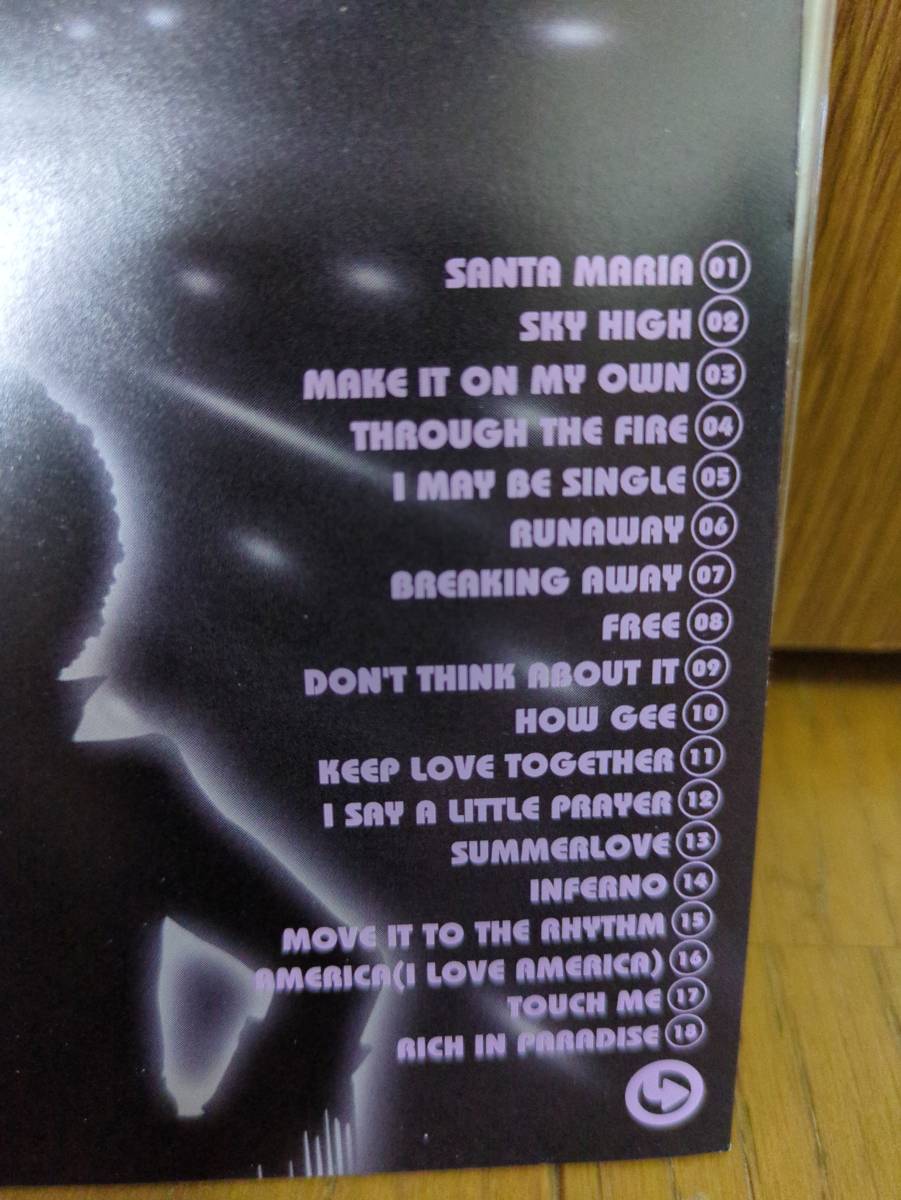 SANTA MARIA 01
SKY HIGH 02
MAKE IT ON MY OWN 03
THROUGH THE FIRE 04
I MAY BE SINGLE 05
RUNAWAY 06
BREAKING AWAY 07
FREE 08
DON'T THINK ABOUT IT 09
HOW GEE 10
KEEP LOVE TOGETHER 11
I SAY A LITTLE PRAYER 12
SUMMERLOVE 13
INFERNO 14
MOVE IT TO THE RHYTHM 15
AMERICA(I LOVE AMERICA) 16
TOUCH ME 17
RICH IN PARADISE 18